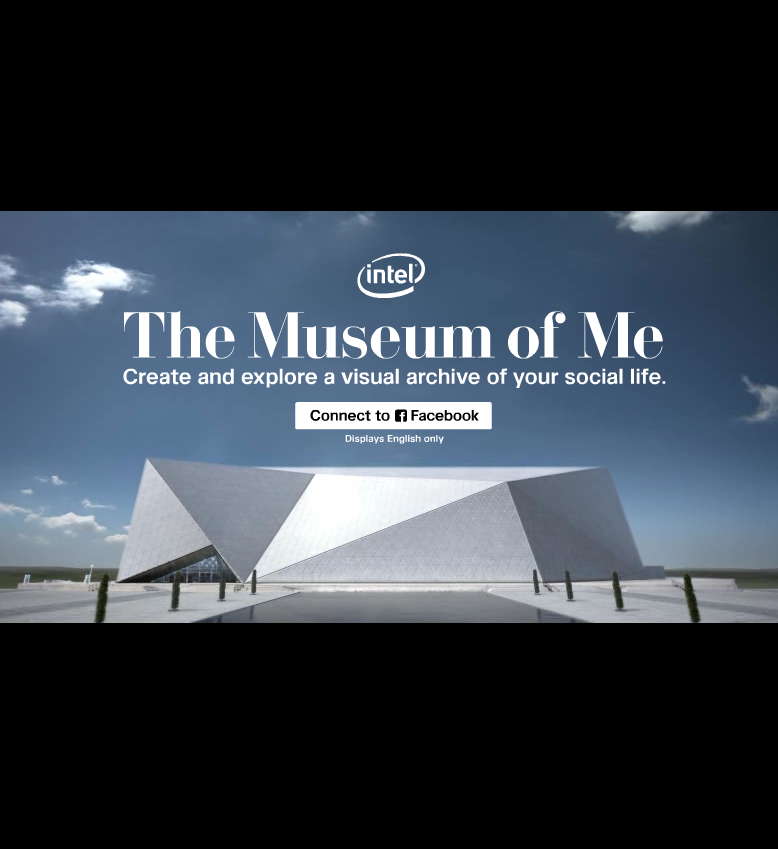 intel
The Museum of Me
Create and explore a visual archive of your social life.
Connect to f Facebook
Displays English only